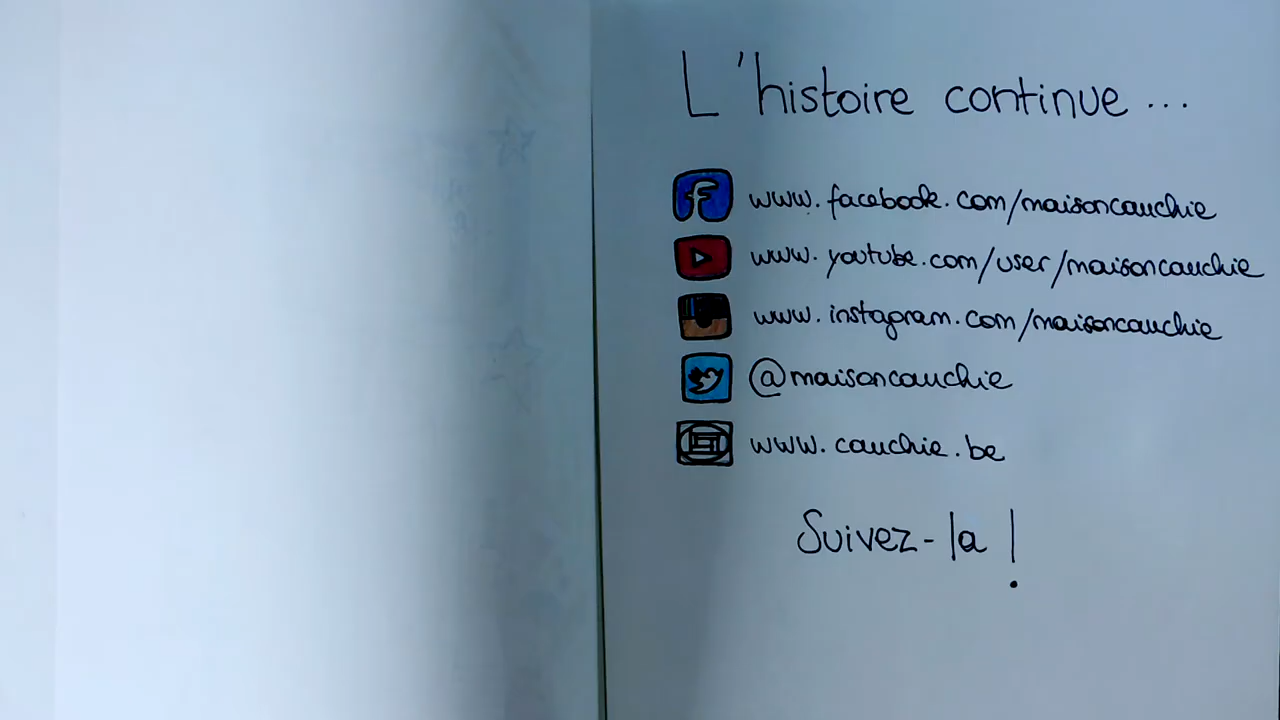 L'histoire continue...
www.facebook.com/maisoncauchie
www.youtube.com/user/maisoncauchie
www.instagram.com/maisoncauchie
@maisoncauchie
www.cauchie.be
Suivez-la !